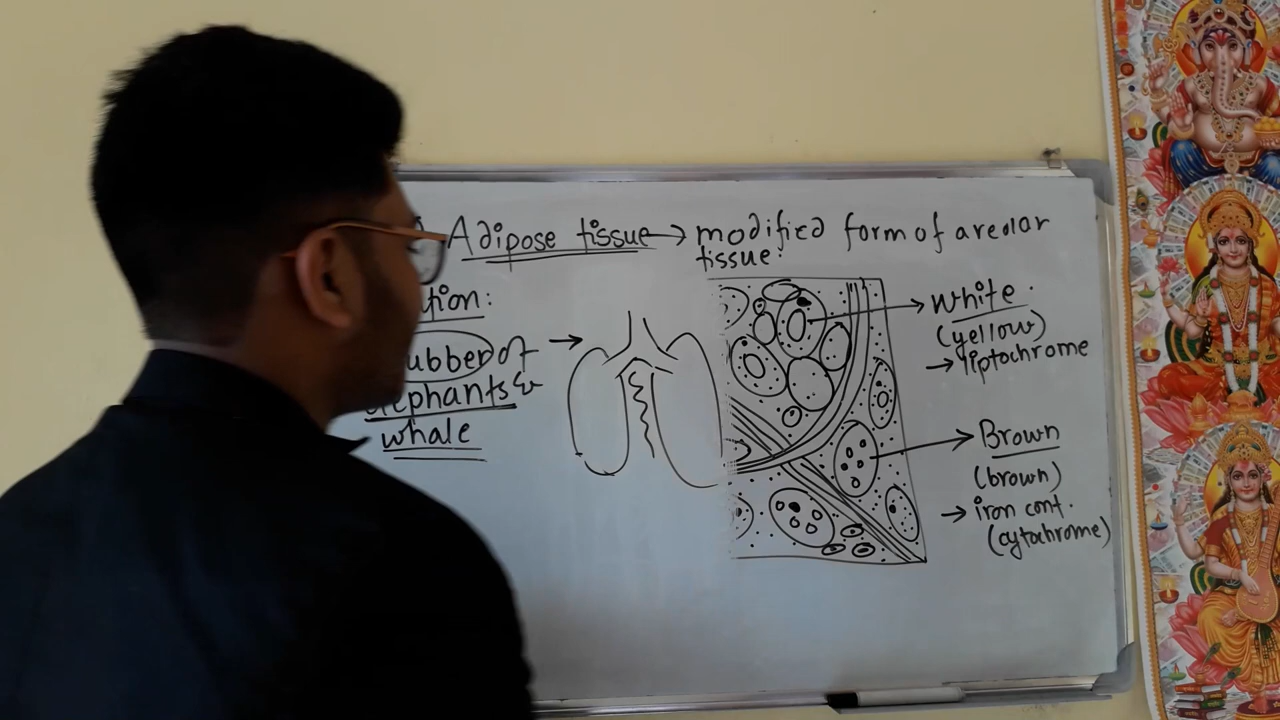 Adipose tissue → modified form of areolar
tissue:
tion:
ubber of →
elephants &
whale
White.
(yellow)
→ liptochrome
Brown
(brown)
→ iron cont.
(cytochrome)